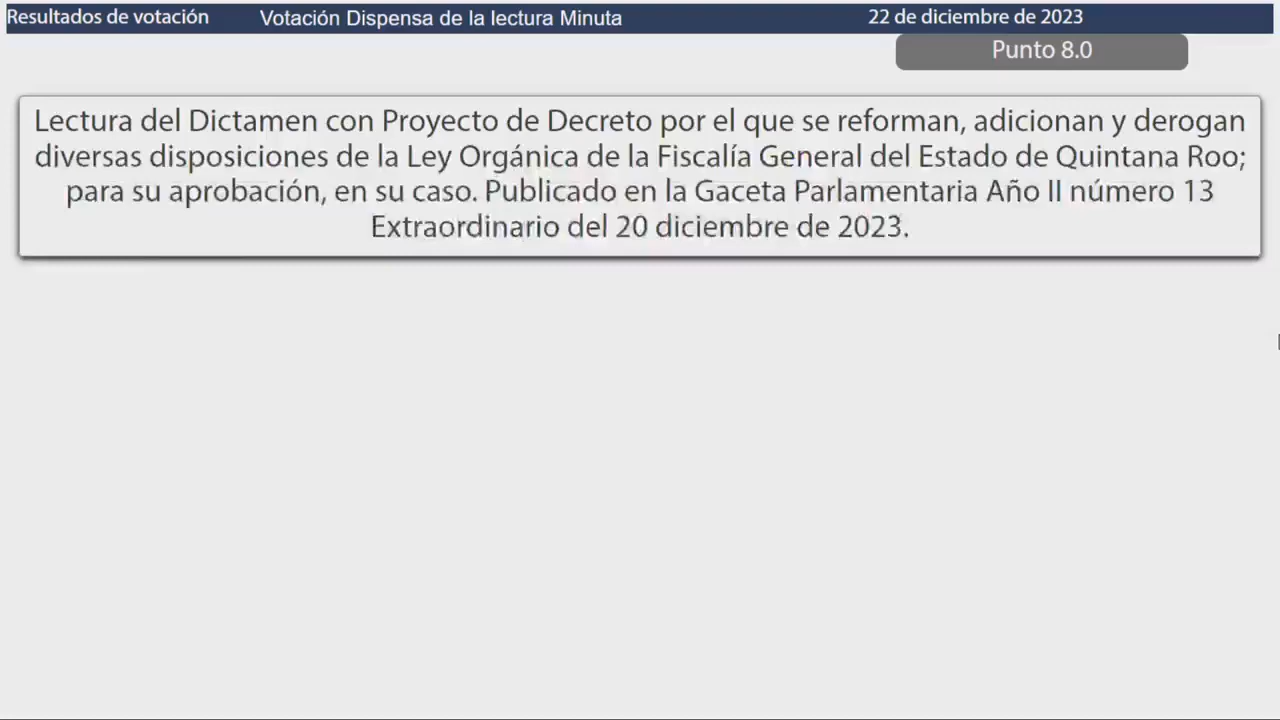 Resultados de votación Votación Dispensa de la lectura Minuta 22 de diciembre de 2023
Punto 8.0
Lectura del Dictamen con Proyecto de Decreto por el que se reforman, adicionan y derogan
diversas disposiciones de la Ley Orgánica de la Fiscalía General del Estado de Quintana Roo;
para su aprobación, en su caso. Publicado en la Gaceta Parlamentaria Año II número 13
Extraordinario del 20 diciembre de 2023.